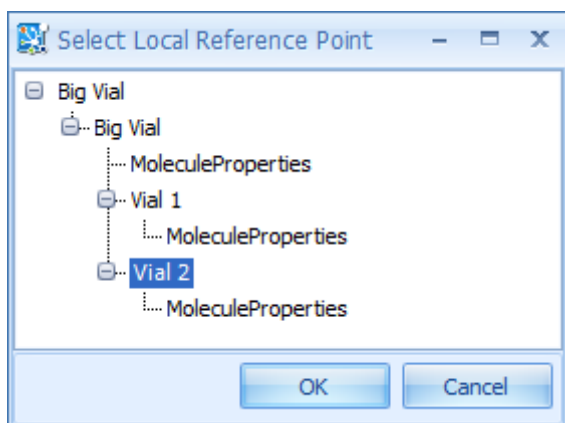 Select Local Reference Point
Big Vial
Big Vial
MoleculeProperties
Vial 1
MoleculeProperties
Vial 2
MoleculeProperties
OK Cancel